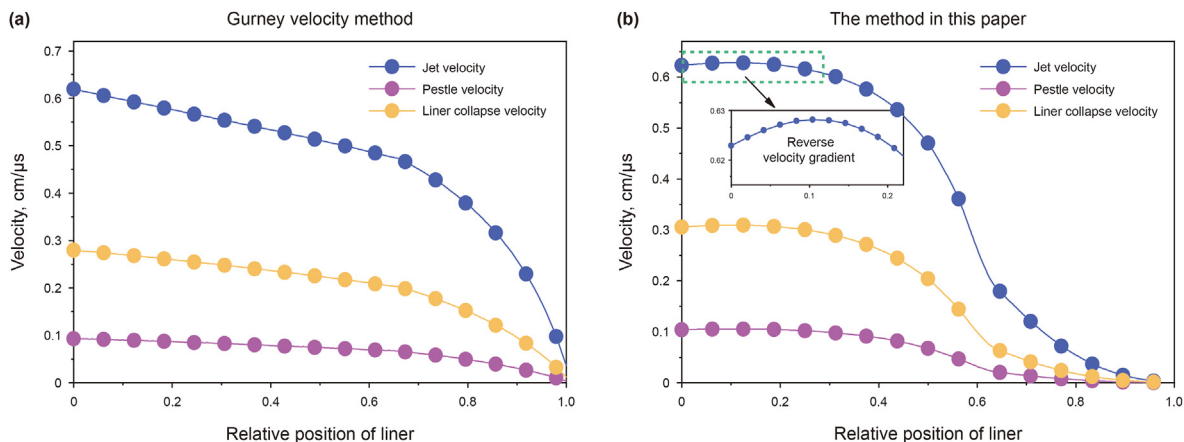 (a)
Gurney velocity method
0.7
0.6
0.5
0.4
0.3
0.2
0.1
0
Velocity, cm/μs
Jet velocity
Pestle velocity
Liner collapse velocity
0
0.2
0.4
0.6
0.8
1.0
Relative position of liner
(b)
The method in this paper
0.6
0.5
0.4
0.3
0.2
0.1
0
Velocity, cm/μs
Jet velocity
Pestle velocity
Liner collapse velocity
0.63
0.62
Reverse
velocity gradient
0
0.1
0.2
0
0.2
0.4
0.6
0.8
1.0
Relative position of liner